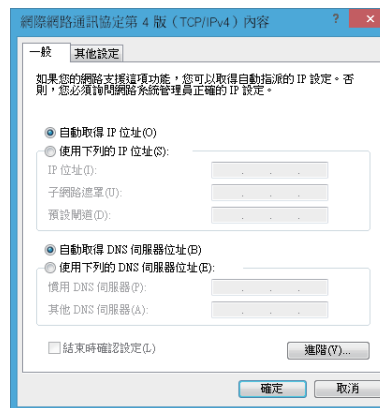 網際網路通訊協定第 4 版（TCP/IPv4）內容
?
×
一般
其他設定
如果您的網路支援這項功能，您可以取得自動指派的 IP 設定。否
則，您必須詢問網路系統管理員正確的 IP 設定。
自動取得 IP 位址(O)
使用下列的 IP 位址(S):
IP 位址(I):
子網路遮罩(U):
預設閘道(D):
自動取得 DNS 伺服器位址(B)
使用下列的 DNS 伺服器位址(E):
慣用 DNS 伺服器(P):
其他 DNS 伺服器(A):
結束時確認設定(L)
進階(V)...
確定
取消